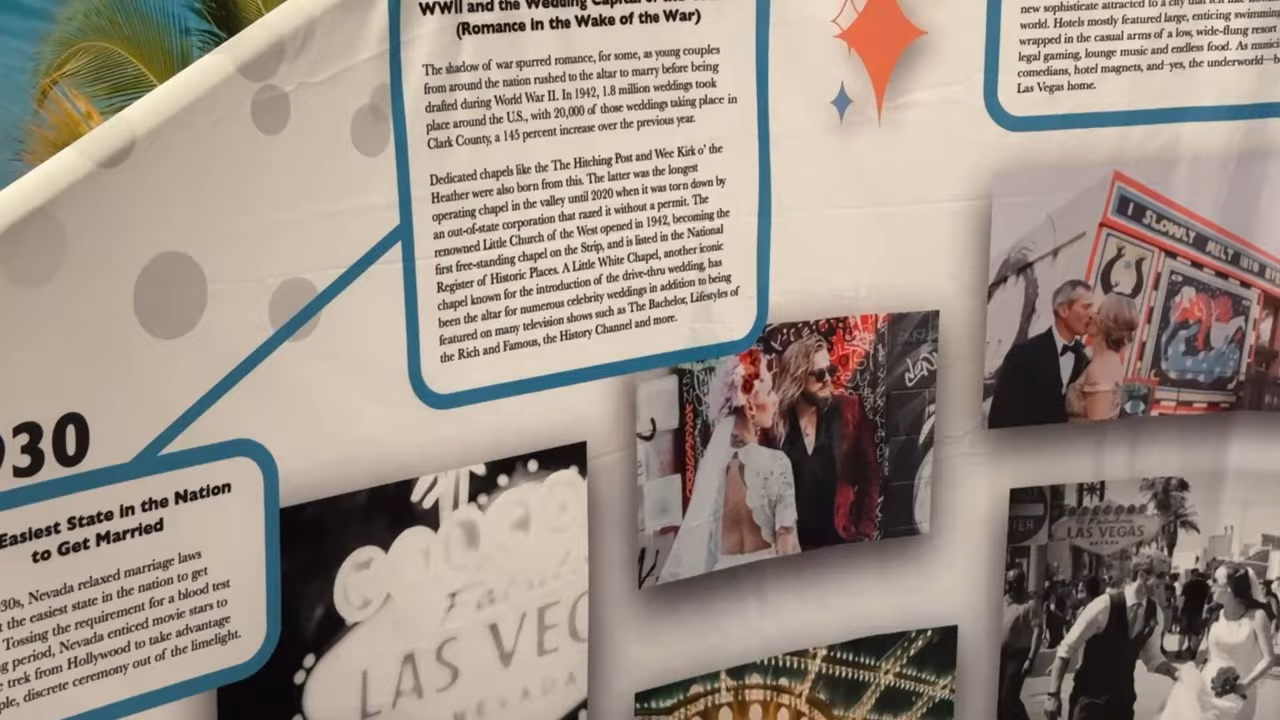 WWII and the Wedding Capital of the
(Romance in the Wake of the War)
The shadow of war spurred romance, for some, as young couples
from around the nation rushed to the altar to marry before being
drafted during World War II. In 1942, 1.8 million weddings took
place around the U.S., with 20,000 of those weddings taking place in
Clark County, a 145 percent increase over the previous year.
Dedicated chapels like the The Hitching Post and Wee Kirk o' the
Heather were also born from this. The latter was the longest
operating chapel in the valley until 2020 when it was torn down by
an out-of-state corporation that razed it without a permit. The
renowned Little Church of the West opened in 1942, becoming the
first free-standing chapel on the Strip, and is listed in the National
Register of Historic Places. A Little White Chapel, another iconic
chapel known for the introduction of the drive-thru wedding, has
been the altar for numerous celebrity weddings in addition to being
featured on many television shows such as The Bachelor, Lifestyles of
the Rich and Famous, the History Channel and more.
new sophisticate attracted to a city that
world. Hotels mostly featured large, enticing swimming
wrapped in the casual arms of a low, wide-flung resort
legal gaming, lounge music and endless food. As
comedians, hotel magnets, and yes, the underworld—b
Las Vegas home.
I SLOWLY MELT INTO
930
Easiest State in the Nation
to Get Married
30s, Nevada relaxed marriage laws
the easiest state in the nation to get
Tossing the requirement for a blood test
g period, Nevada enticed movie stars to
trek from Hollywood to take advantage
ple, discrete ceremony out of the limelight.
LAS VEG
NEVADA
TER
Fabulous
LAS VEGAS
NEVADA